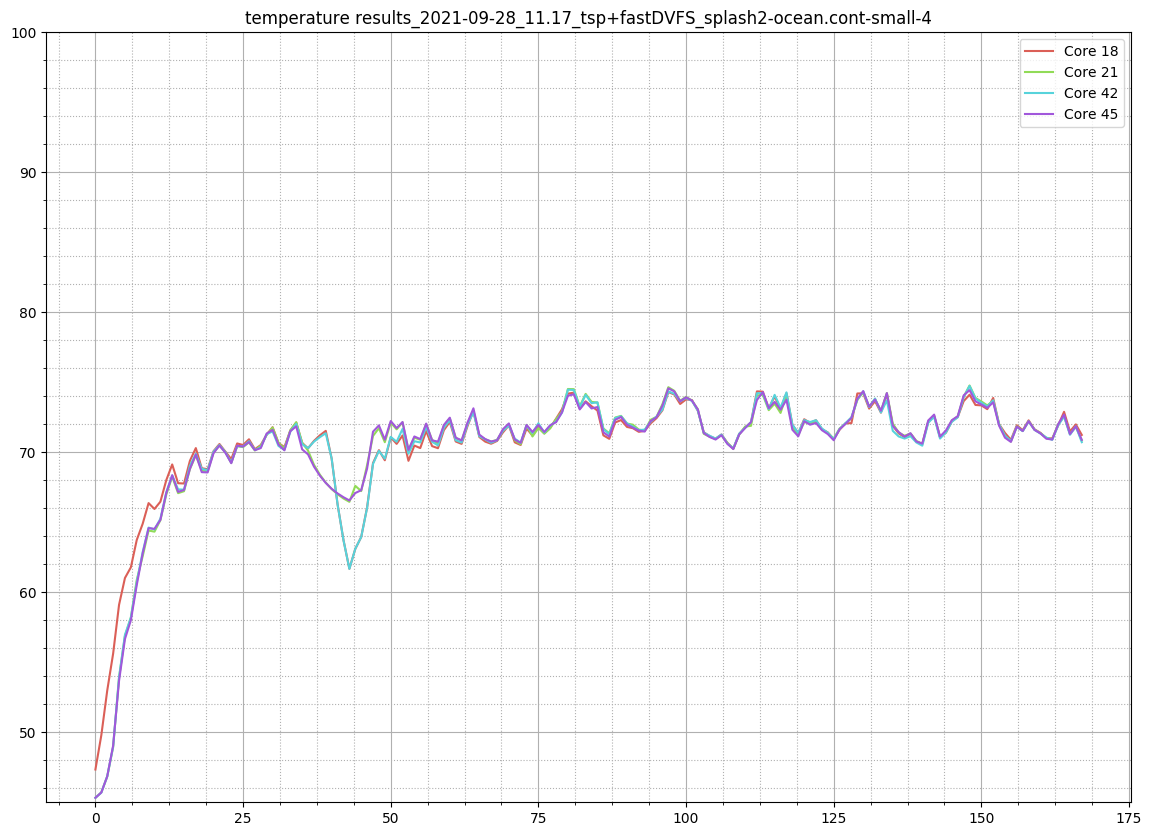 temperature results_2021-09-28_11.17_tsp+fastDVFS_splash2-ocean.cont-small-4
100
90
80
70
60
50
Core 18
Core 21
Core 42
Core 45
0 25 50 75 100 125 150 175